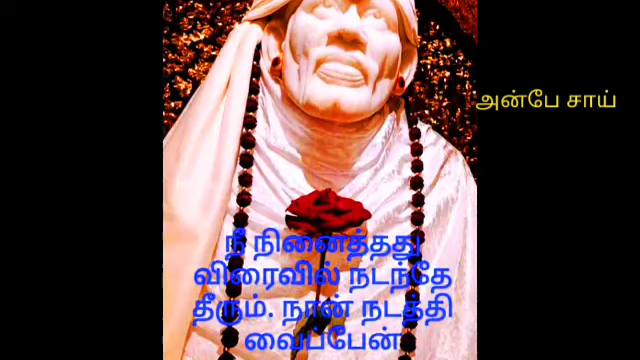 அன்பே சாய்
நீ நினைத்தது
விரைவில் நடந்தே
தீரும். நான் நடத்தி
வைப்பேன்